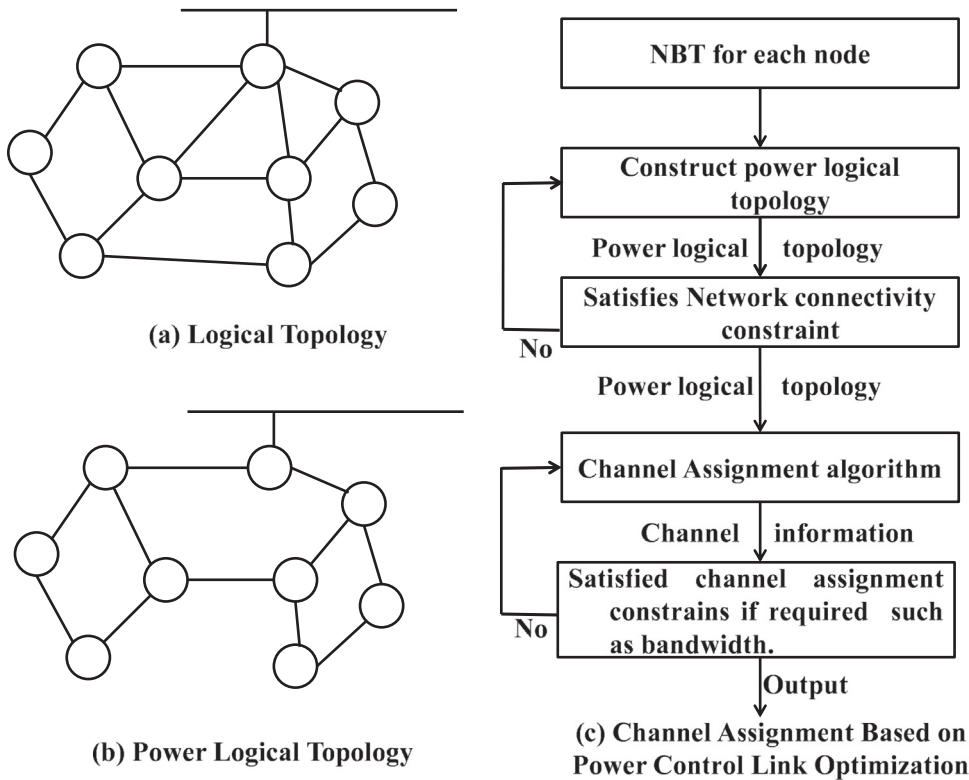 (a) Logical Topology
(b) Power Logical Topology
NBT for each node
Construct power logical
topology
Power logical topology
Satisfies Network connectivity
constraint
No
Power logical topology
Channel Assignment algorithm
Channel information
Satisfied channel assignment
constrains if required such
as bandwidth.
No
Output
(c) Channel Assignment Based on
Power Control Link Optimization